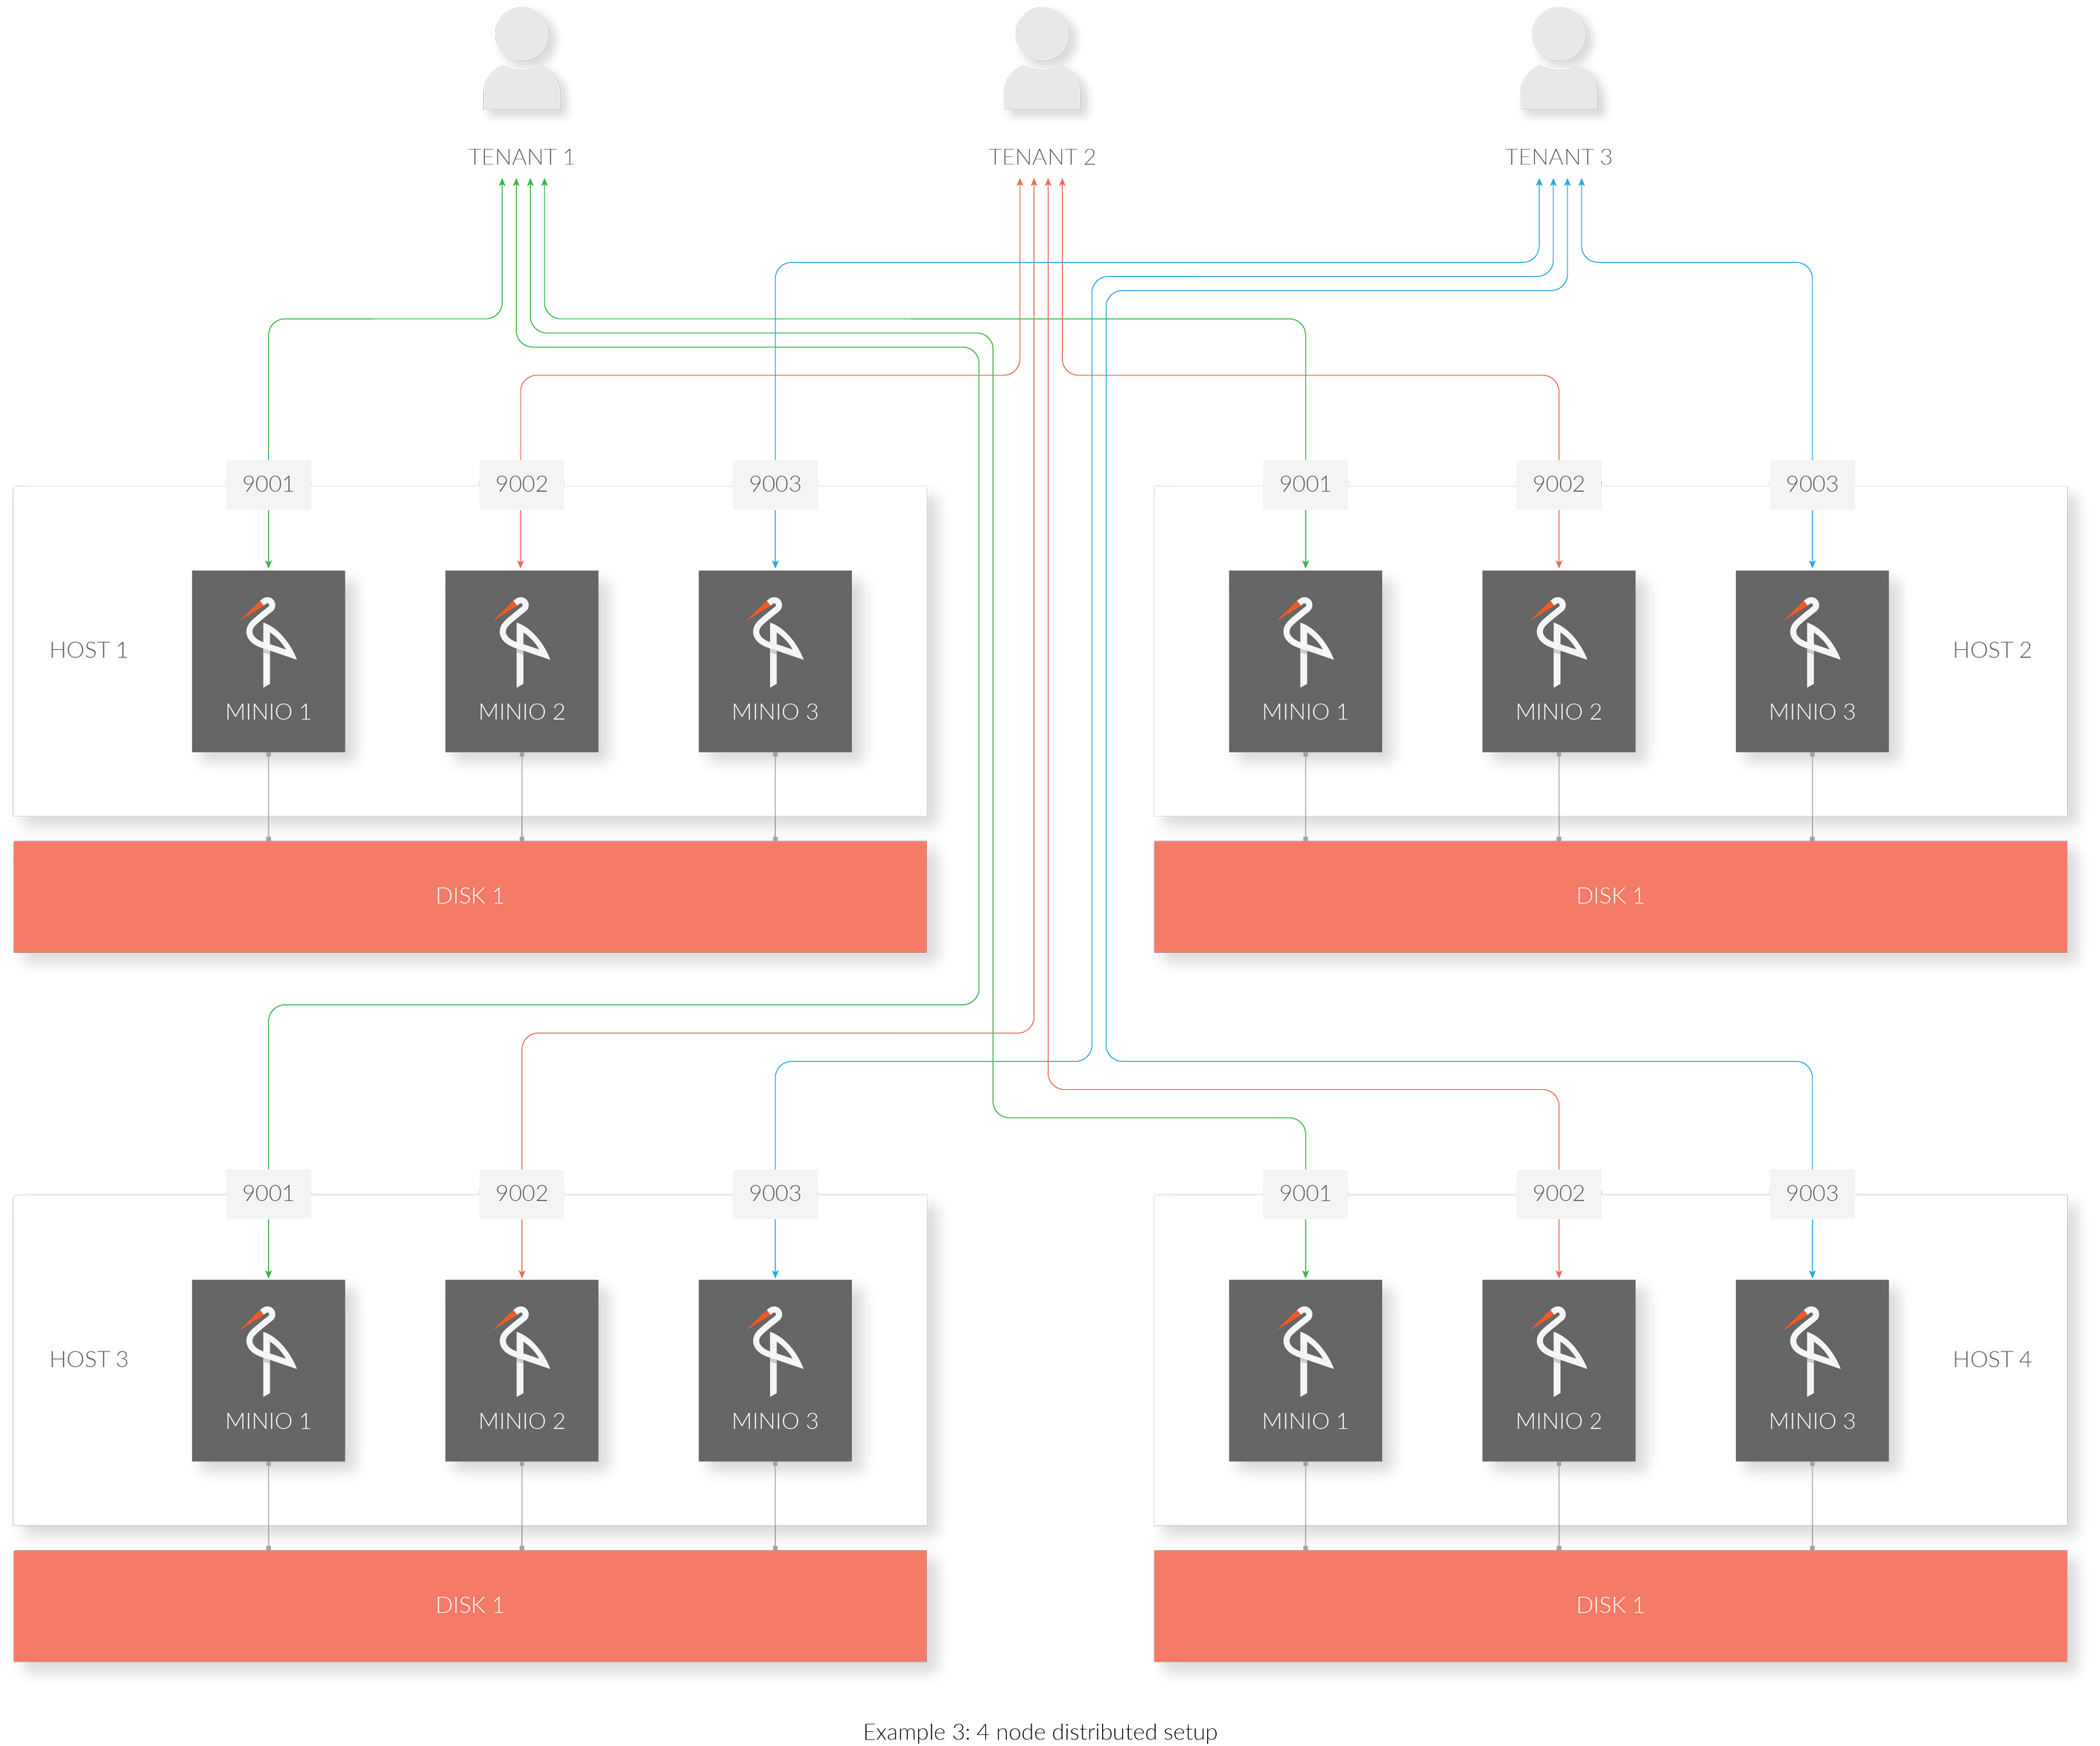 TENANT 1
TENANT 2
TENANT 3
9001
9002
9003
9001
9002
9003
HOST 1
MINIO 1
MINIO 2
MINIO 3
MINIO 1
MINIO 2
MINIO 3
HOST 2
DISK 1
DISK 1
9001
9002
9003
9001
9002
9003
HOST 3
MINIO 1
MINIO 2
MINIO 3
MINIO 1
MINIO 2
MINIO 3
HOST 4
DISK 1
DISK 1
Example 3: 4 node distributed setup